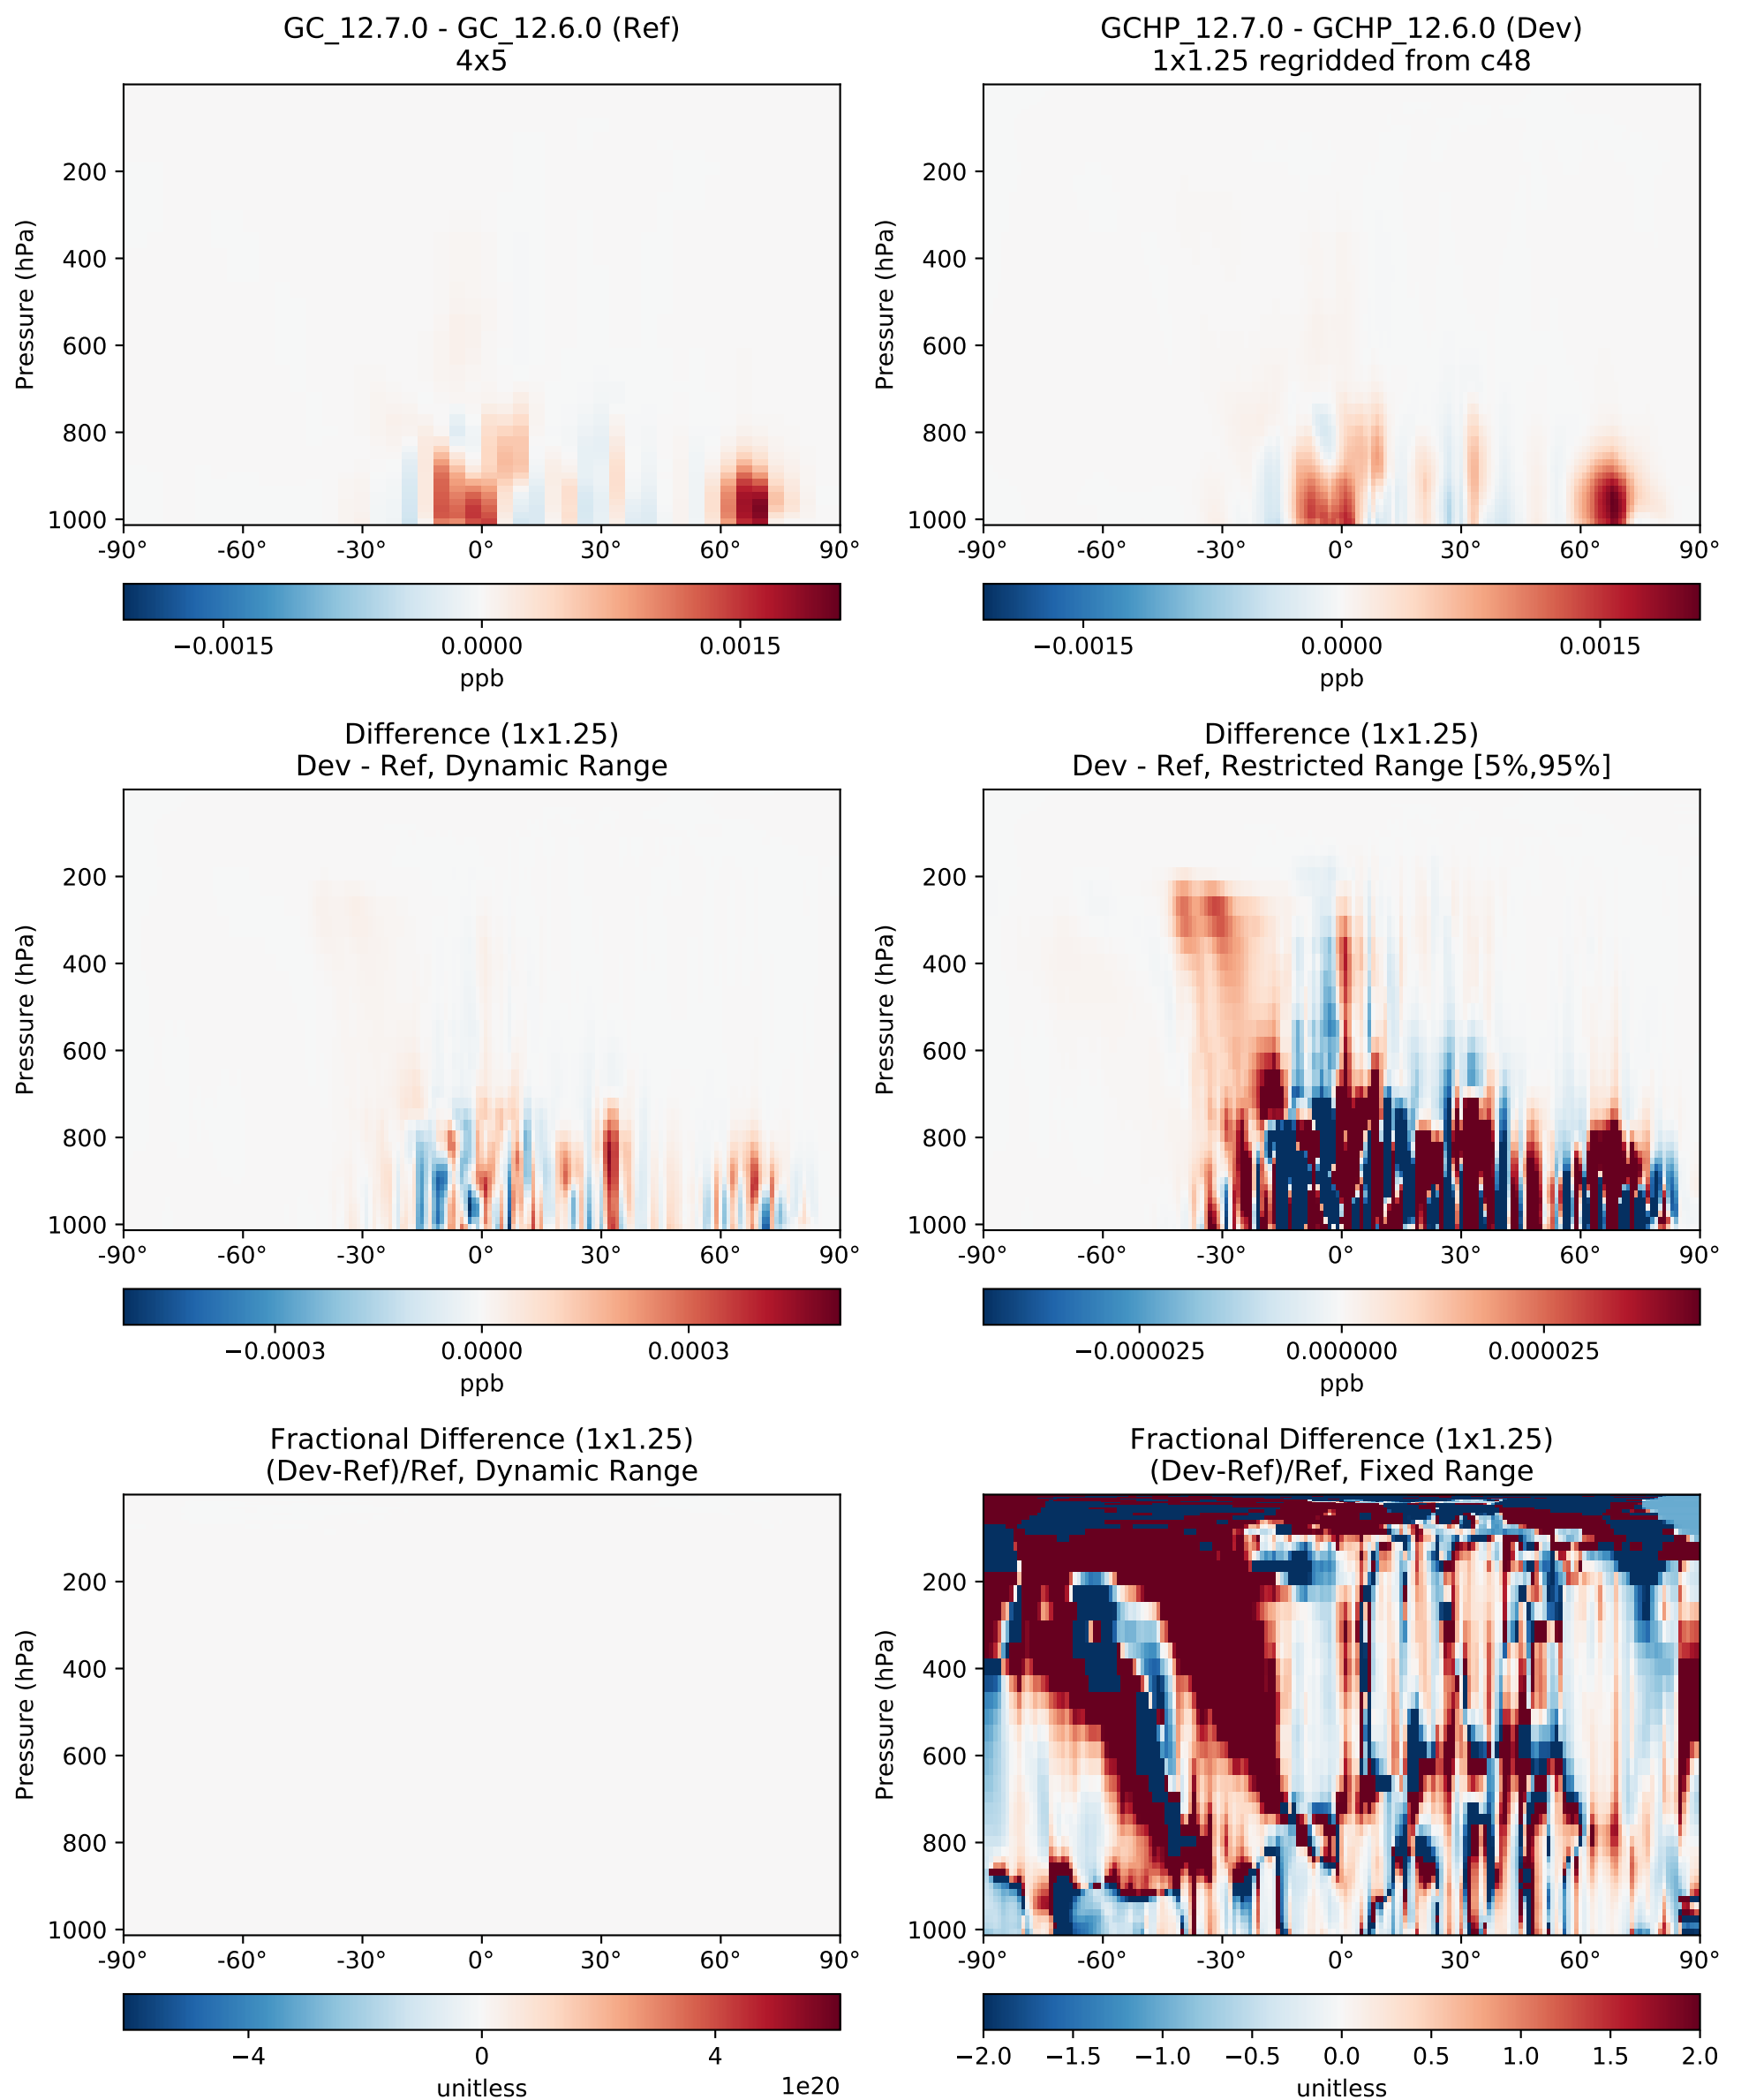 GC_12.7.0 - GC_12.6.0 (Ref)
4x5
Pressure (hPa)
200
400
600
800
1000
-90° -60° -30° 0° 30° 60° 90°
−0.0015 0.0000 0.0015
ppb
GCHP_12.7.0 - GCHP_12.6.0 (Dev)
1x1.25 regridded from c48
Pressure (hPa)
200
400
600
800
1000
-90° -60° -30° 0° 30° 60° 90°
−0.0015 0.0000 0.0015
ppb
Difference (1x1.25)
Dev - Ref, Dynamic Range
Pressure (hPa)
200
400
600
800
1000
-90° -60° -30° 0° 30° 60° 90°
−0.0003 0.0000 0.0003
ppb
Difference (1x1.25)
Dev - Ref, Restricted Range [5%,95%]
Pressure (hPa)
200
400
600
800
1000
-90° -60° -30° 0° 30° 60° 90°
−0.000025 0.000000 0.000025
ppb
Fractional Difference (1x1.25)
(Dev-Ref)/Ref, Dynamic Range
Pressure (hPa)
200
400
600
800
1000
-90° -60° -30° 0° 30° 60° 90°
−4 0 4
unitless 1e20
Fractional Difference (1x1.25)
(Dev-Ref)/Ref, Fixed Range
Pressure (hPa)
200
400
600
800
1000
-90° -60° -30° 0° 30° 60° 90°
−2.0 −1.5 −1.0 −0.5 0.0 0.5 1.0 1.5 2.0
unitless